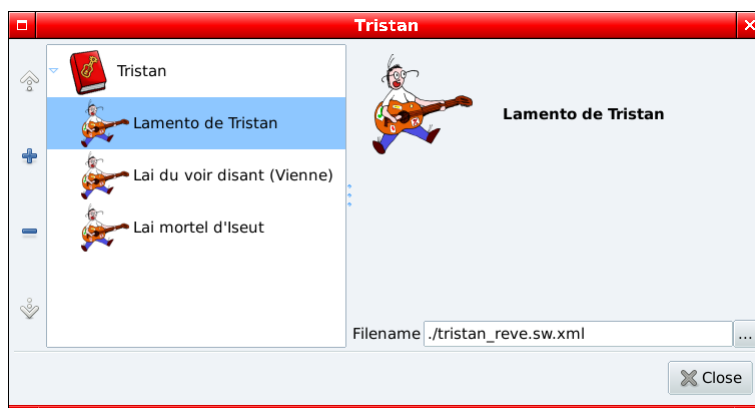 Tristan
Tristan
Lamento de Tristan
Lai du voir disant (Vienne)
Lai mortel d'Iseut
Lamento de Tristan
Filename ./tristan_reve.sw.xml ...
Close